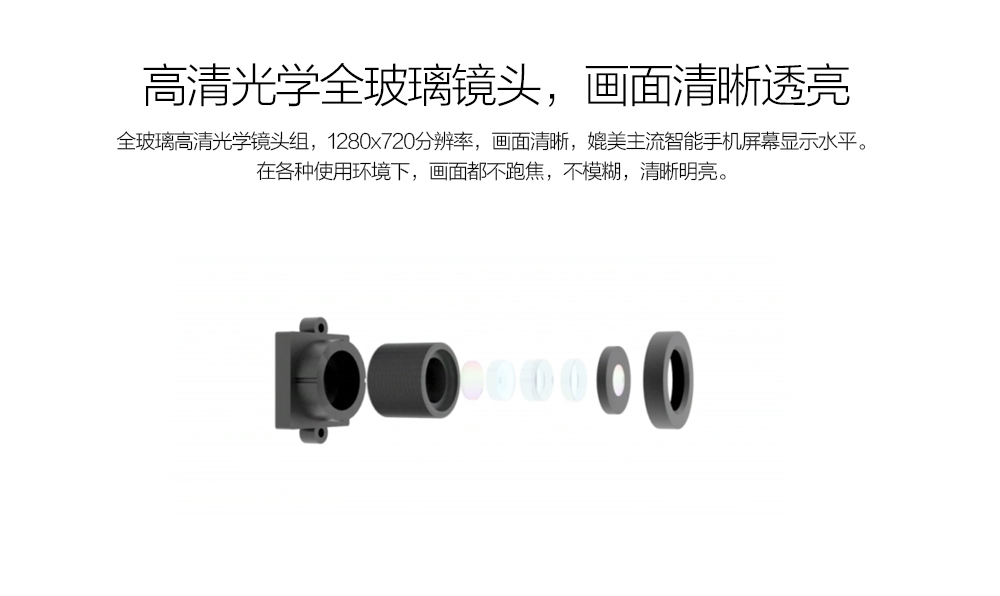 高清光学全玻璃镜头，画面清晰透亮
全玻璃高清光学镜头组，1280x720分辨率，画面清晰，媲美主流智能手机屏幕显示水平。
在各种使用环境下，画面都不跑焦，不模糊，清晰明亮。